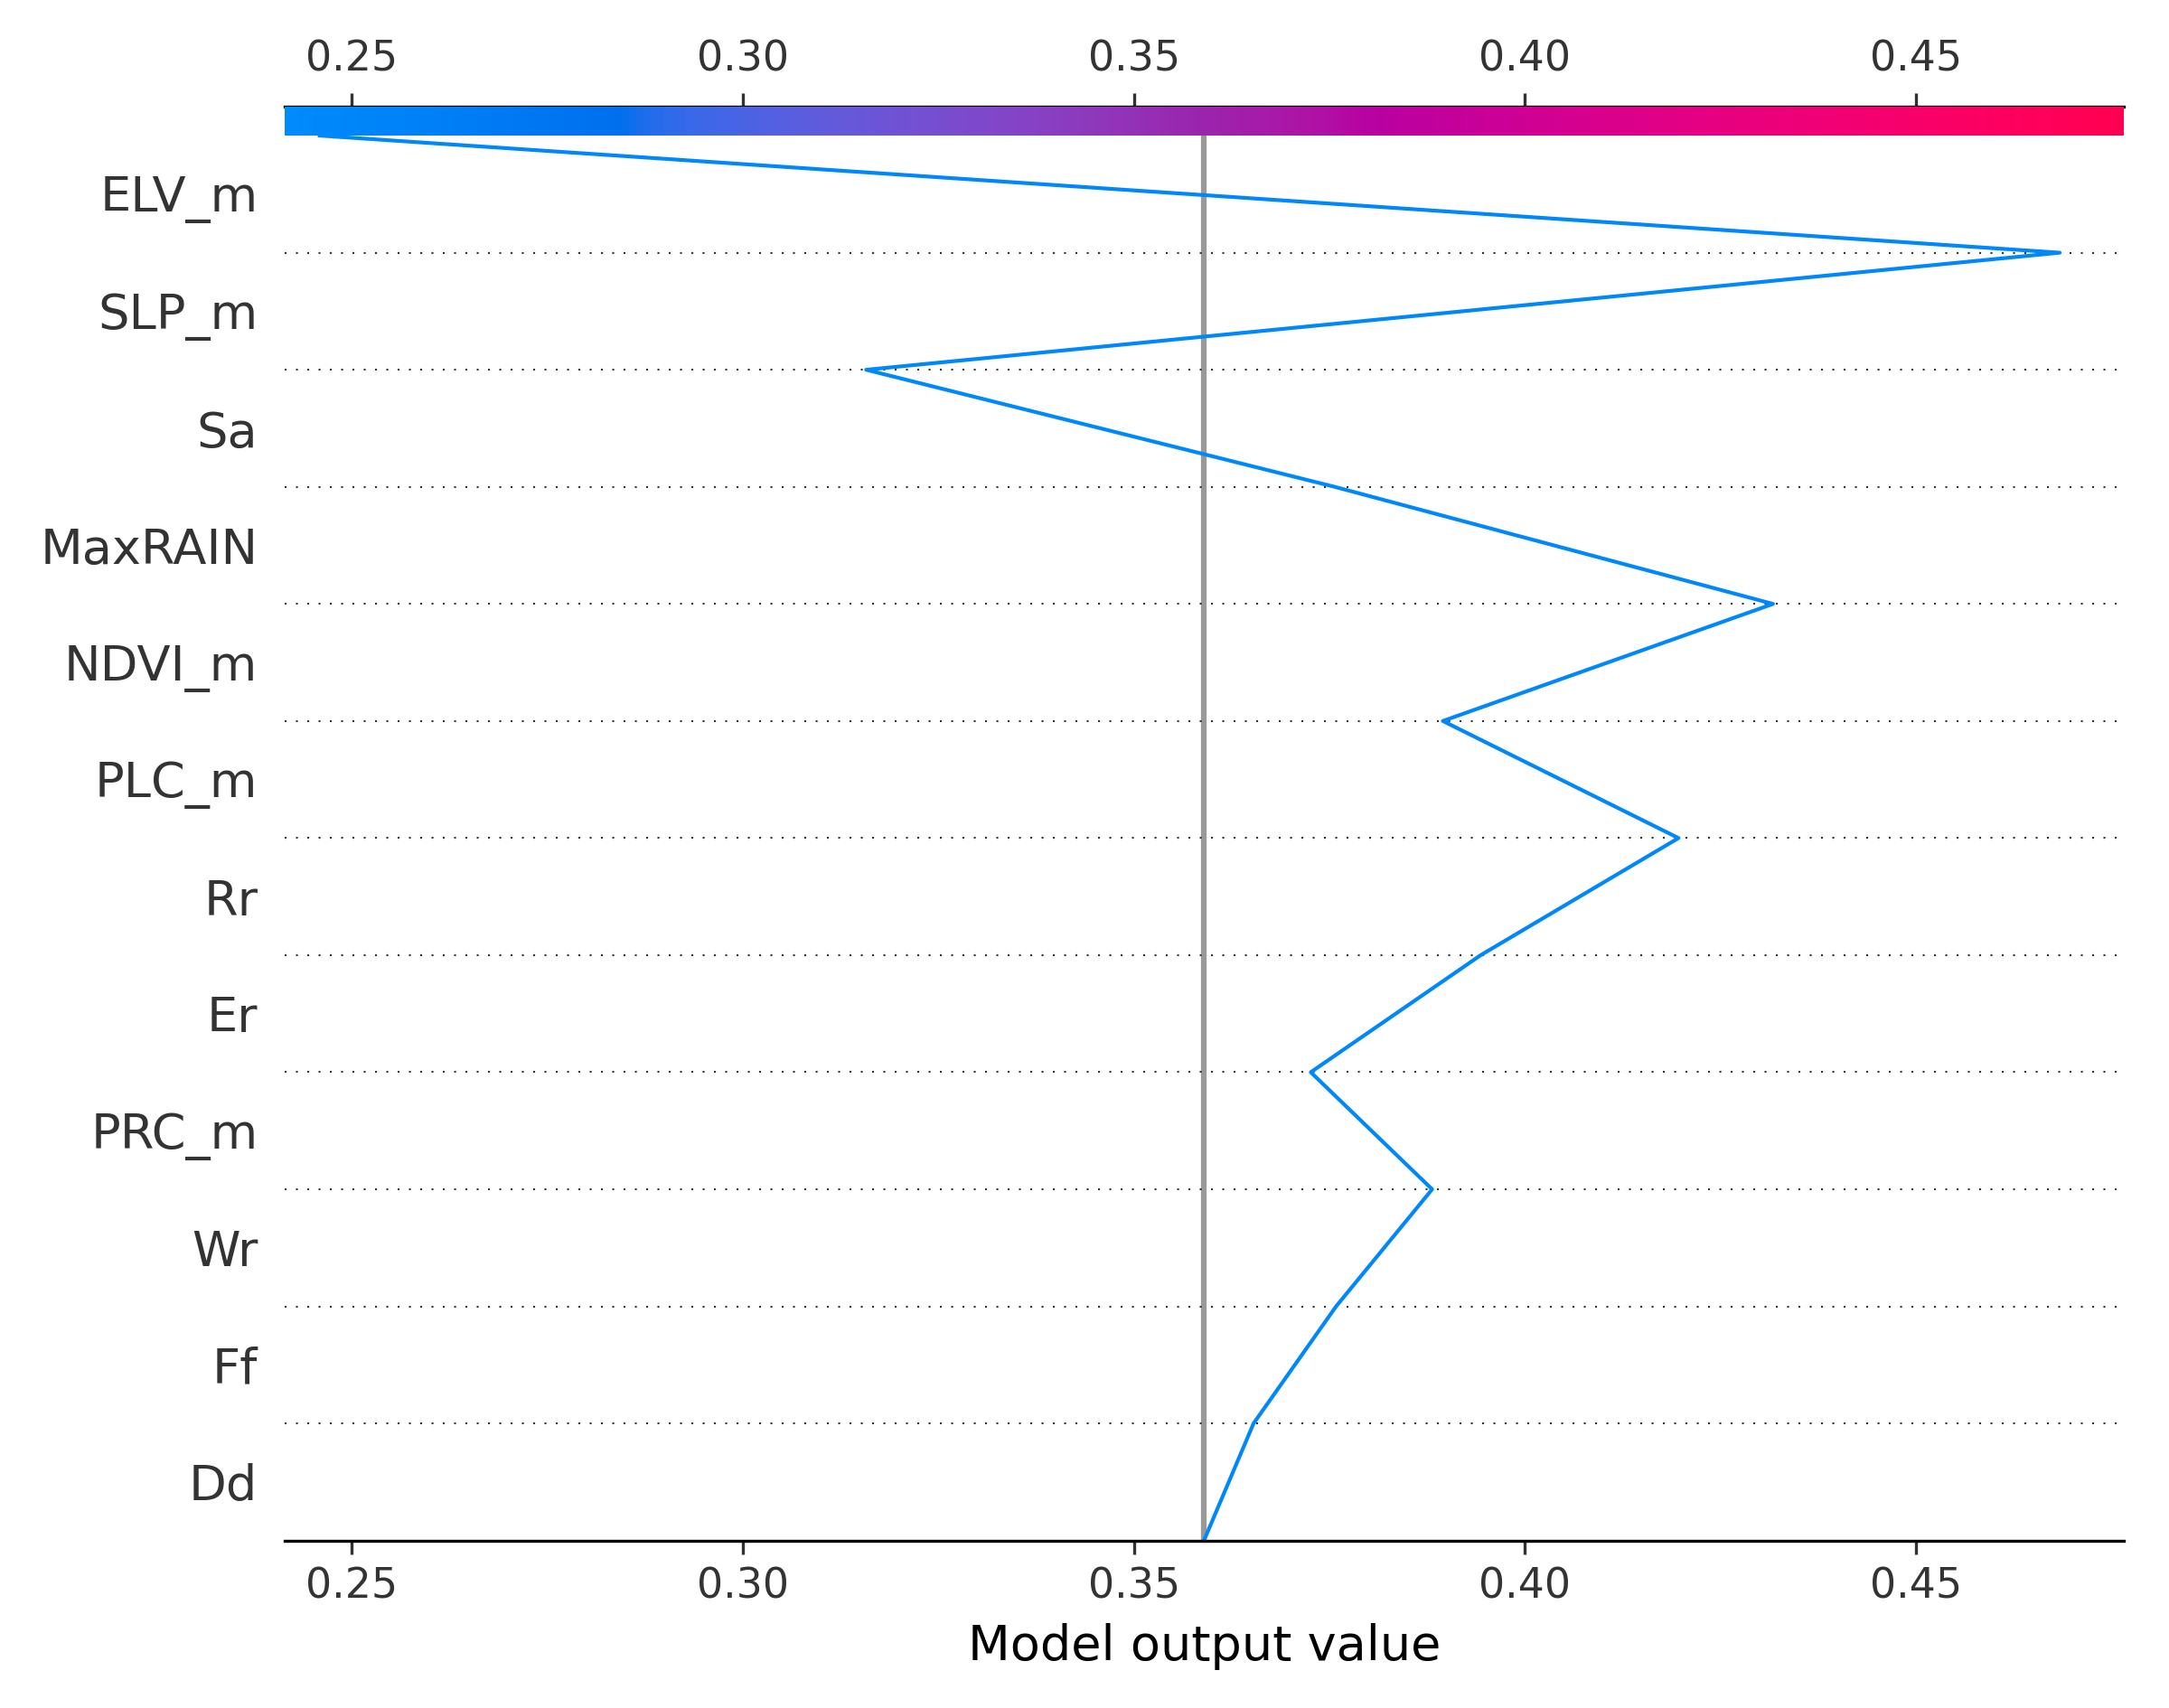 0.25 0.30 0.35 0.40 0.45
ELV_m
SLP_m
Sa
MaxRAIN
NDVI_m
PLC_m
Rr
Er
PRC_m
Wr
Ff
Dd
0.25 0.30 0.35 0.40 0.45
Model output value